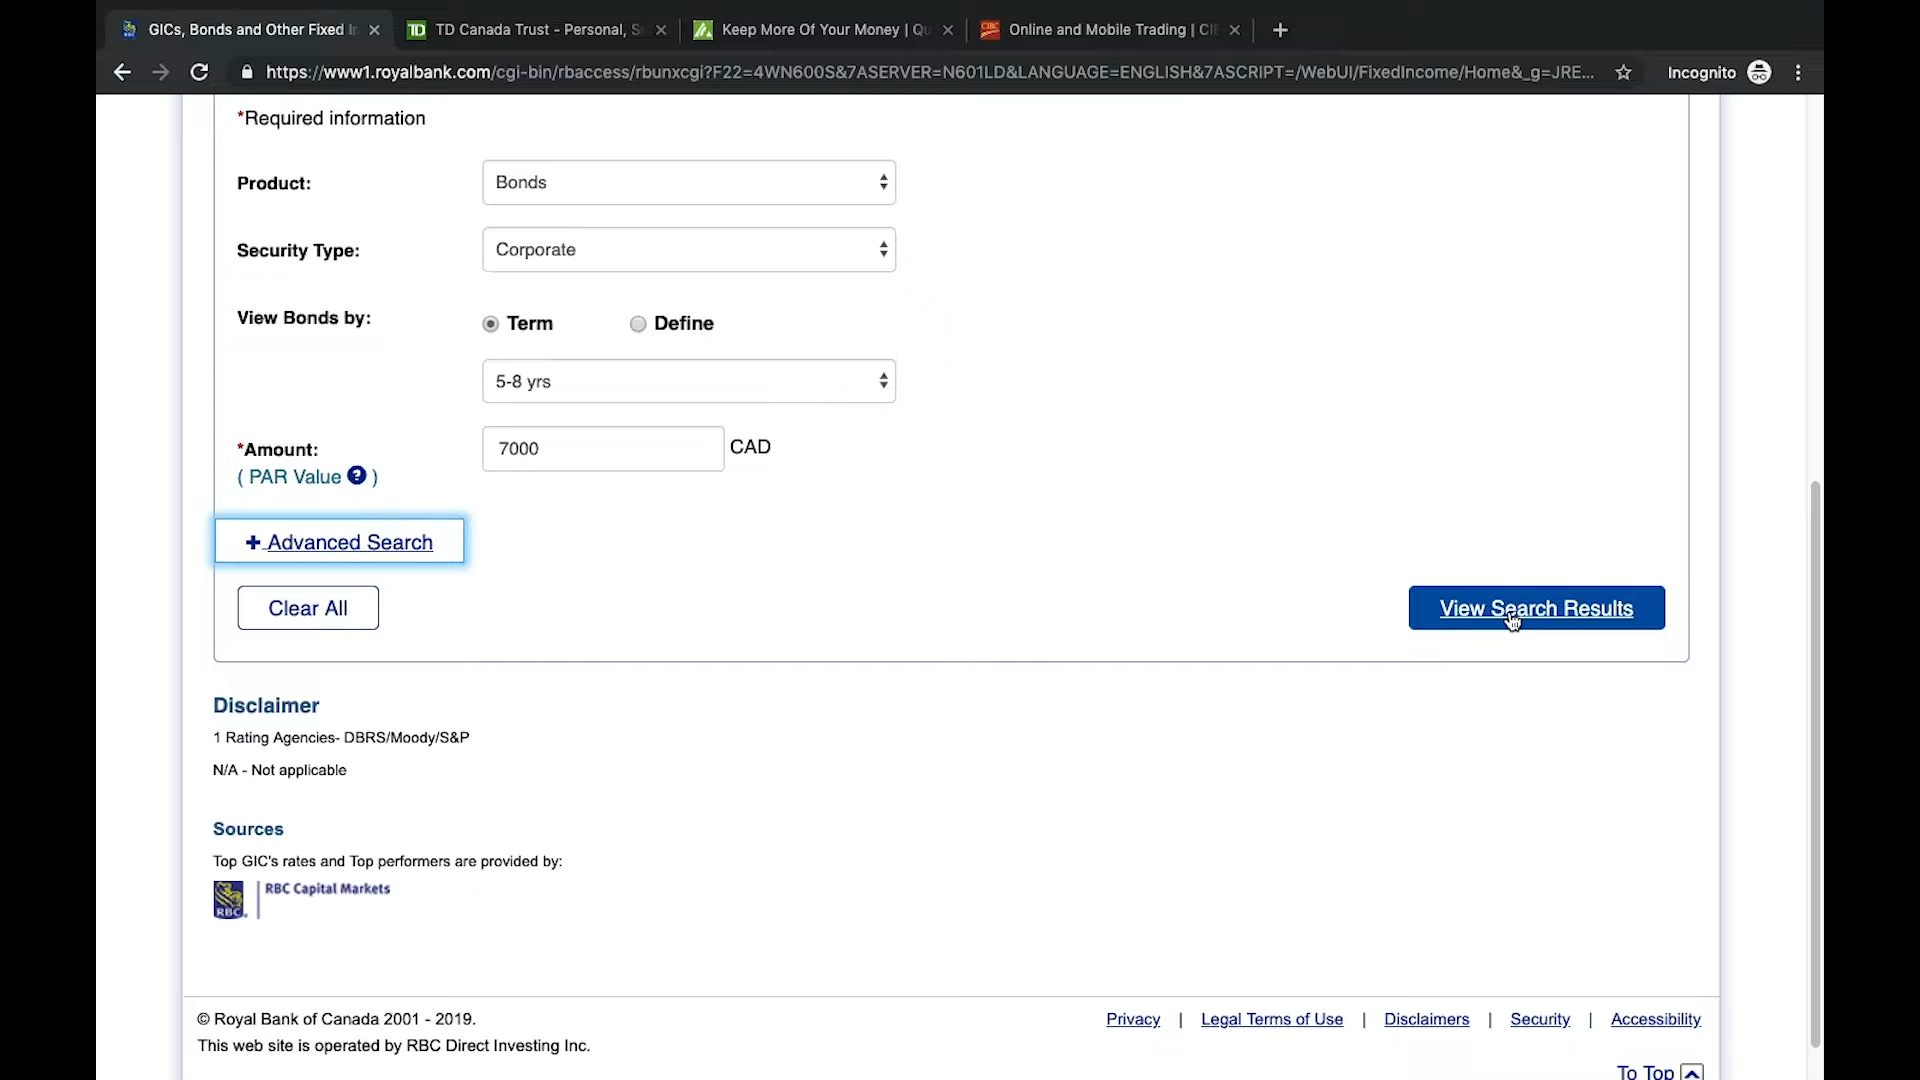 GICs, Bonds and Other Fixed In
TD Canada Trust - Personal, S
Keep More Of Your Money | Qu
Online and Mobile Trading | CIB
https://www1.royalbank.com/cgi-bin/rbaccess/rbunxcgi?F22=4WN600S&7ASERVER=N601LD&LANGUAGE=ENGLISH&7ASCRIPT=/WebUI/FixedIncome/Home&_g=JRE...
Incognito
*Required information
Product:
Bonds
Security Type:
Corporate
View Bonds by:
Term
Define
5-8 yrs
*Amount:
7000
CAD
( PAR Value ? )
+ Advanced Search
Clear All
View Search Results
Disclaimer
1 Rating Agencies- DBRS/Moody/S&P
N/A - Not applicable
Sources
Top GIC's rates and Top performers are provided by:
RBC
RBC Capital Markets
© Royal Bank of Canada 2001 - 2019.
Privacy | Legal Terms of Use | Disclaimers | Security | Accessibility
This web site is operated by RBC Direct Investing Inc.
To Top